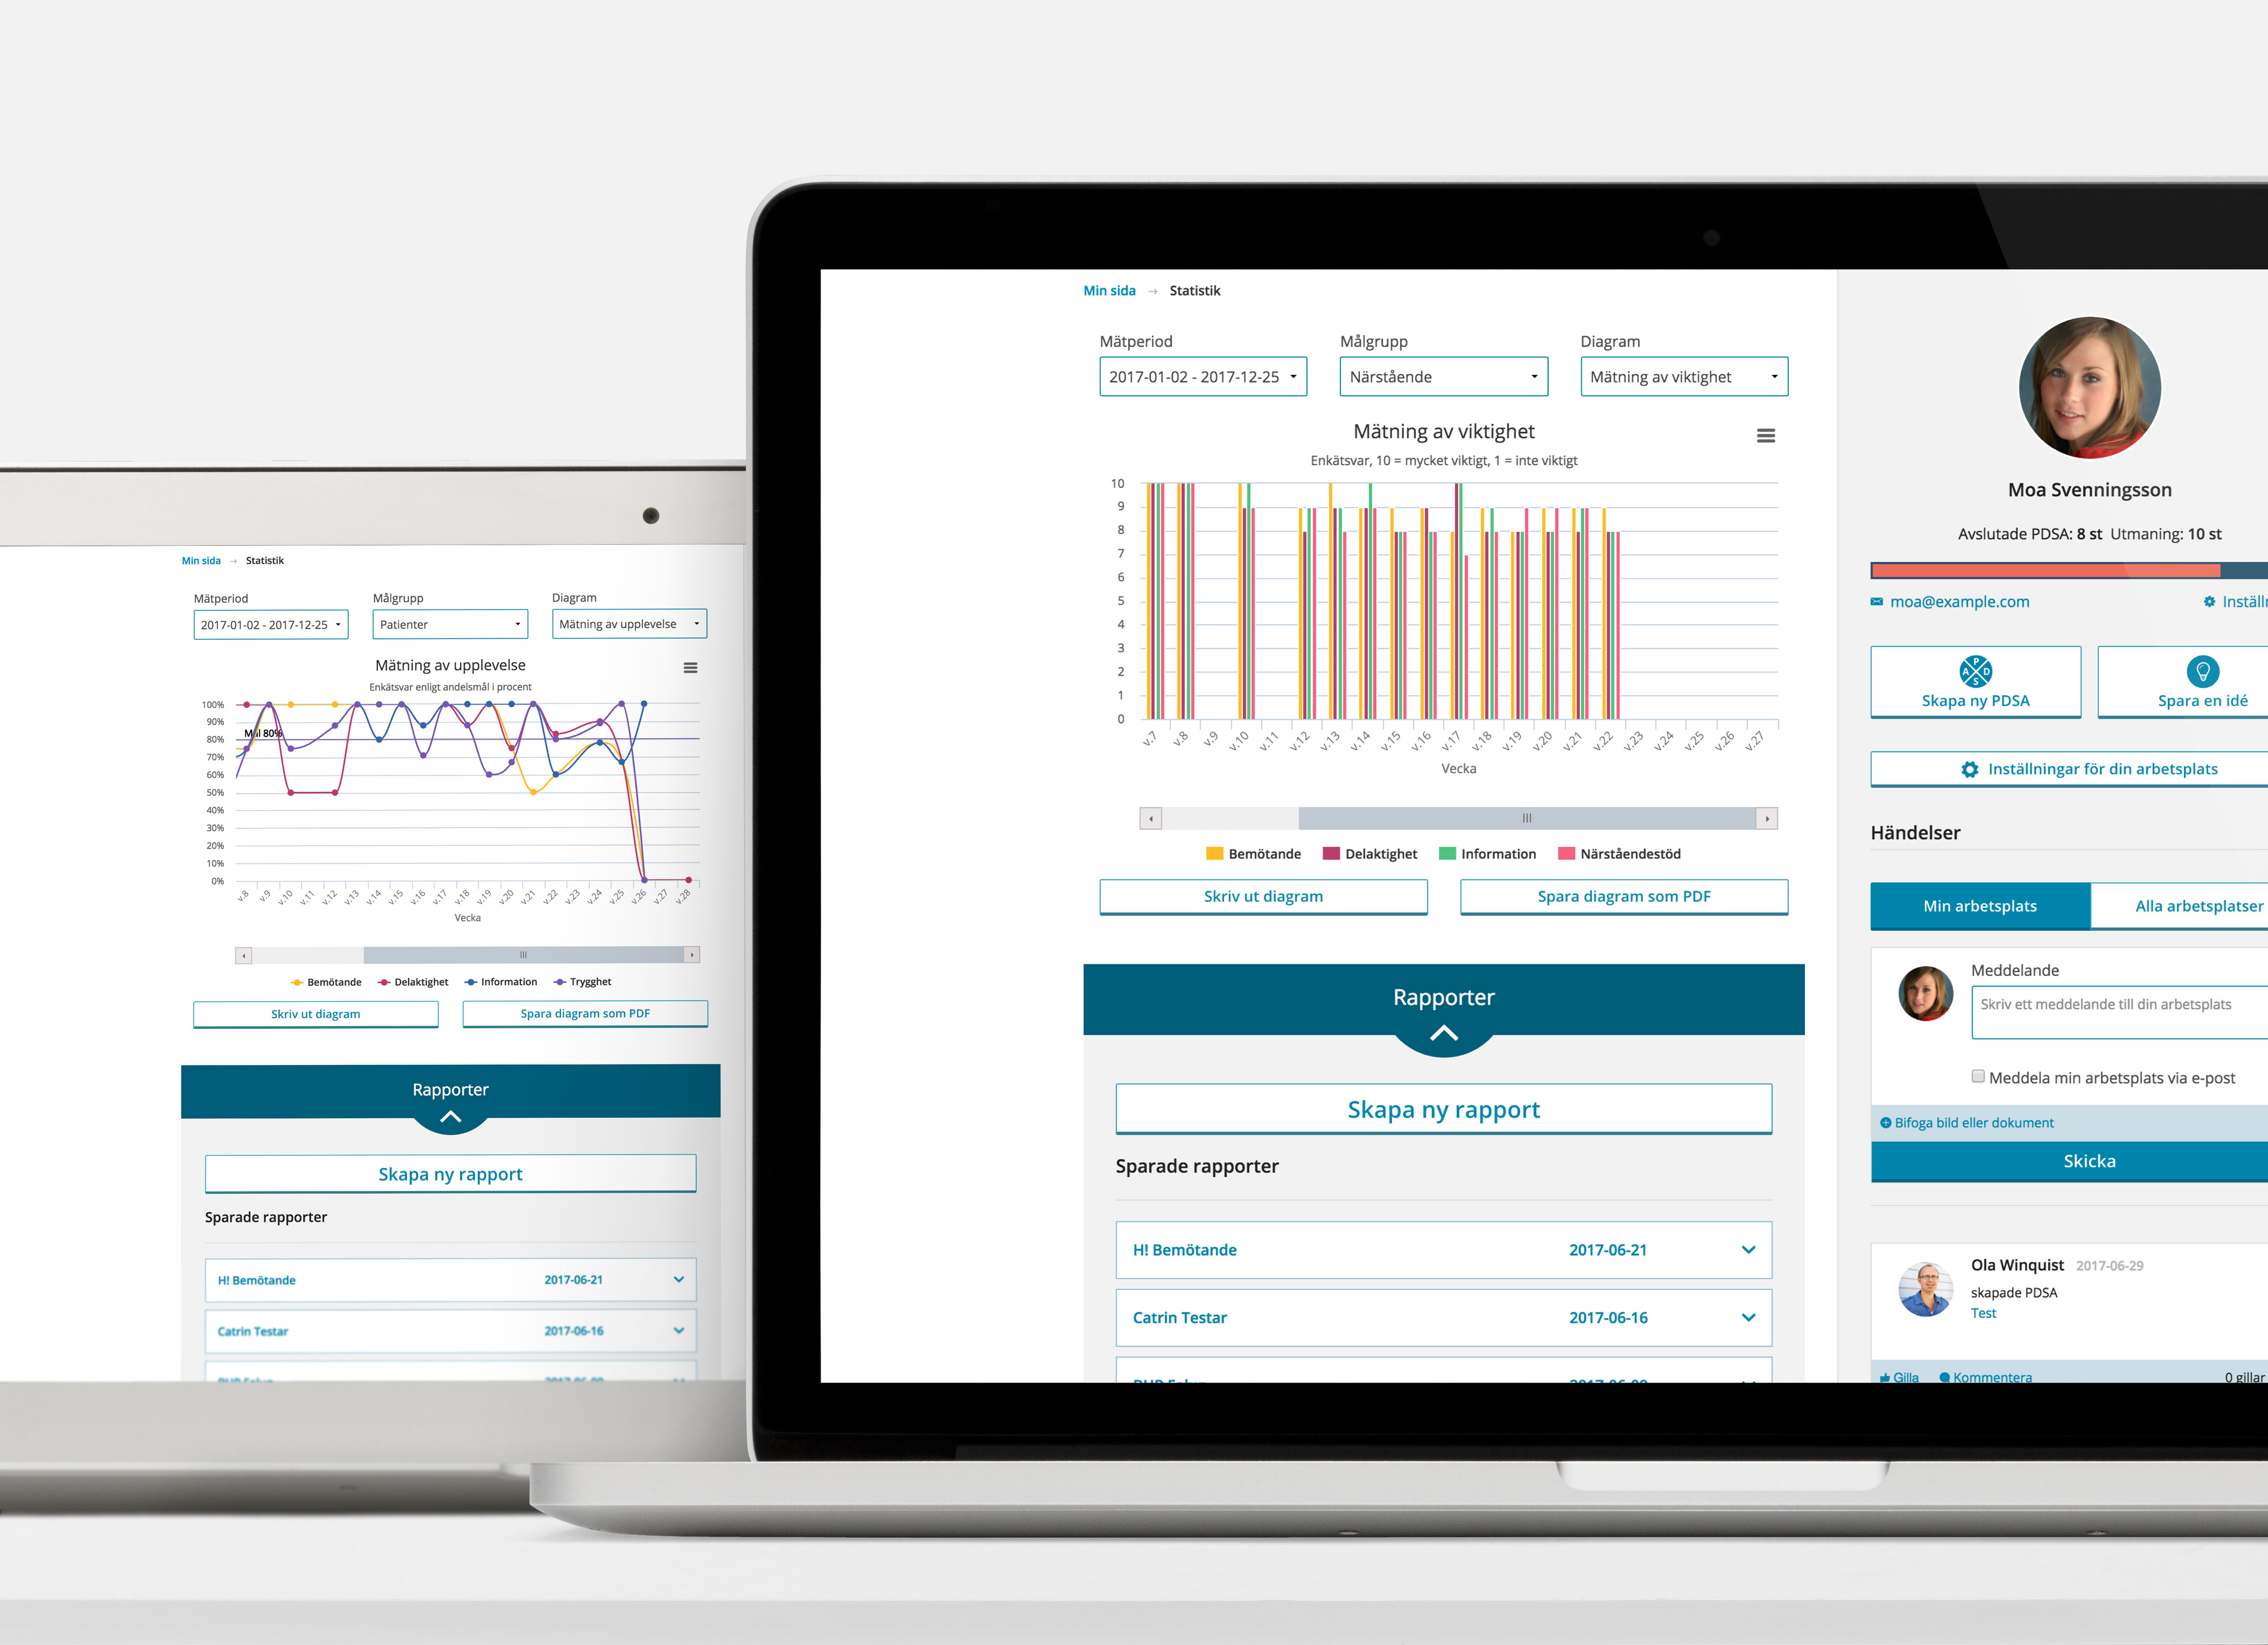 Min sida → Statistik
Mätperiod Målgrupp Diagram
2017-01-02 - 2017-12-25 Patienter Mätning av upplevelse
Mätning av upplevelse
Enkätsvar enligt andelsmål i procent
100%
90%
Mål 80%
80%
70%
60%
50%
40%
30%
20%
10%
0%
v.8 v.9 v.10 v.11 v.12 v.13 v.14 v.15 v.16 v.17 v.18 v.19 v.20 v.21 v.22 v.23 v.24 v.25 v.26 v.27 v.28
Vecka
Bemötande Delaktighet Information Trygghet
Skriv ut diagram Spara diagram som PDF
Rapporter
Skapa ny rapport
Sparade rapporter
H! Bemötande 2017-06-21
Catrin Testar 2017-06-16
Min sida → Statistik
Mätperiod Målgrupp Diagram
2017-01-02 - 2017-12-25 Närstående Mätning av viktighet
Mätning av viktighet
Enkätsvar, 10 = mycket viktigt, 1 = inte viktigt
10
9
8
7
6
5
4
3
2
1
0
v.7 v.8 v.9 v.10 v.11 v.12 v.13 v.14 v.15 v.16 v.17 v.18 v.19 v.20 v.21 v.22 v.23 v.24 v.25 v.26 v.27
Vecka
Bemötande Delaktighet Information Närståendestöd
Skriv ut diagram Spara diagram som PDF
Rapporter
Skapa ny rapport
Sparade rapporter
H! Bemötande 2017-06-21
Catrin Testar 2017-06-16
Moa Svenningsson
Avslutade PDSA: 8 st Utmaning: 10 st
moa@example.com
P
A D
S
Skapa ny PDSA Spara en idé
Inställningar för din arbetsplats
Händelser
Min arbetsplats Alla arbetsplatser
Meddelande
Skriv ett meddelande till din arbetsplats
Meddela min arbetsplats via e-post
Bifoga bild eller dokument
Skicka
Ola Winquist 2017-06-29
skapade PDSA
Test
Gilla Kommentera 0 gillar